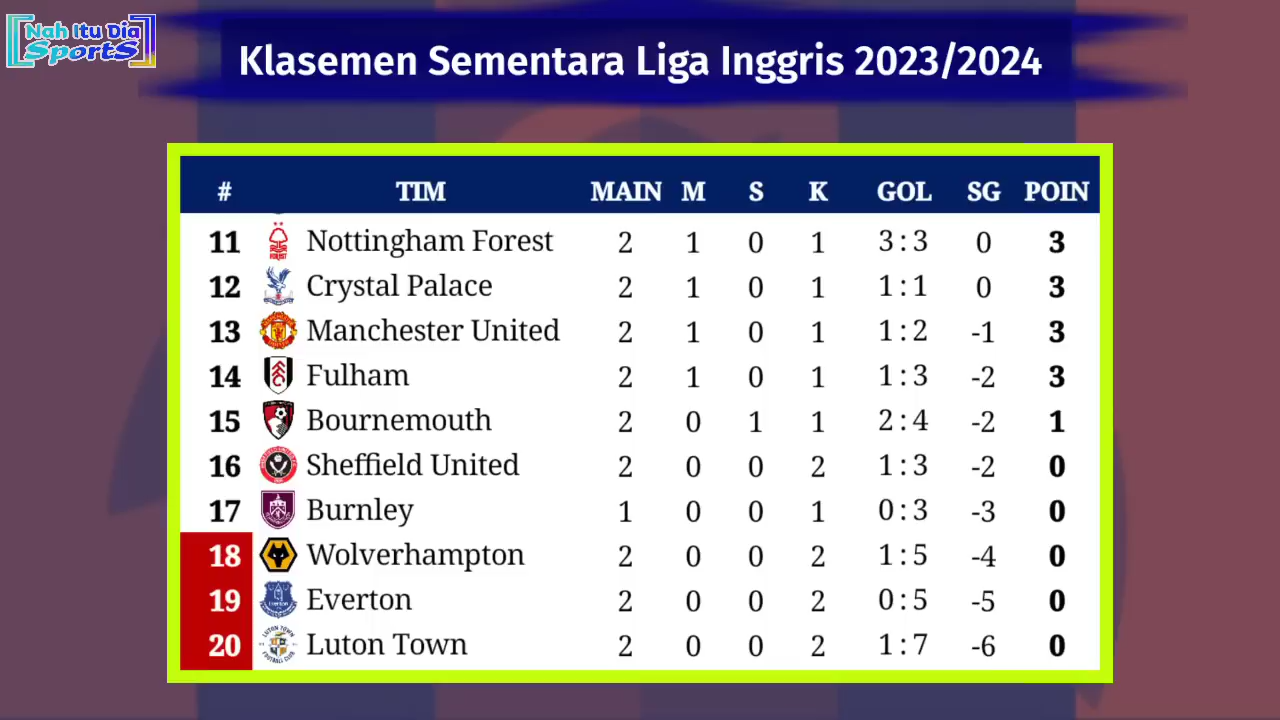 Nah Itu Dia
Sports
Klasemen Sementara Liga Inggris 2023/2024
# TIM MAIN M S K GOL SG POIN
11 Nottingham Forest 2 1 0 1 3:3 0 3
12 Crystal Palace 2 1 0 1 1:1 0 3
13 Manchester United 2 1 0 1 1:2 -1 3
14 Fulham 2 1 0 1 1:3 -2 3
15 Bournemouth 2 0 1 1 2:4 -2 1
16 Sheffield United 2 0 0 2 1:3 -2 0
17 Burnley 1 0 0 1 0:3 -3 0
18 Wolverhampton 2 0 0 2 1:5 -4 0
19 Everton 2 0 0 2 0:5 -5 0
20 Luton Town 2 0 0 2 1:7 -6 0